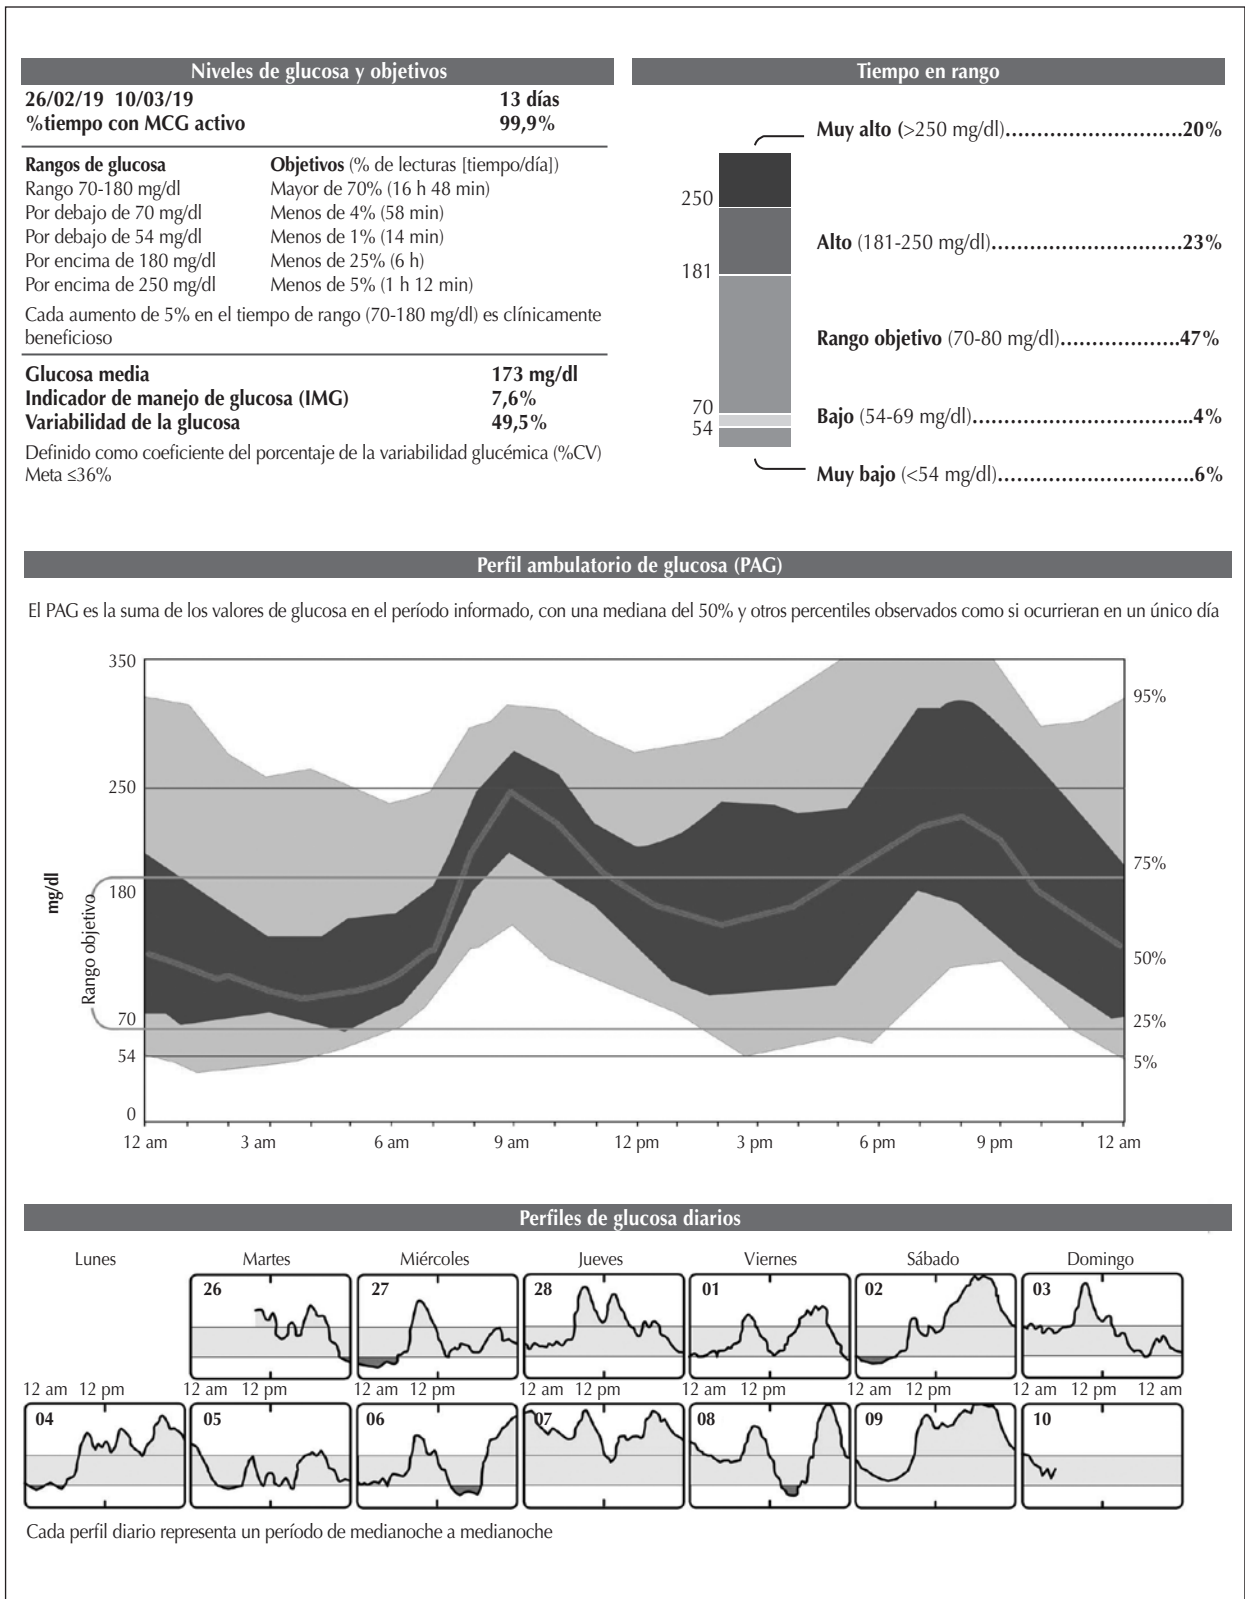 Niveles de glucosa y objetivos
26/02/19 10/03/19 13 días
%tiempo con MCG activo 99,9%
Rangos de glucosa Objetivos (% de lecturas [tiempo/día])
Rango 70-180 mg/dl Mayor de 70% (16 h 48 min)
Por debajo de 70 mg/dl Menos de 4% (58 min)
Por debajo de 54 mg/dl Menos de 1% (14 min)
Por encima de 180 mg/dl Menos de 25% (6 h)
Por encima de 250 mg/dl Menos de 5% (1 h 12 min)
Cada aumento de 5% en el tiempo de rango (70-180 mg/dl) es clínicamente
beneficioso
Glucosa media 173 mg/dl
Indicador de manejo de glucosa (IMG) 7,6%
Variabilidad de la glucosa 49,5%
Definido como coeficiente del porcentaje de la variabilidad glucémica (%CV)
Meta ≤36%
Tiempo en rango
Muy alto (>250 mg/dl)................................20%
250
Alto (181-250 mg/dl)...................................23%
181
Rango objetivo (70-80 mg/dl)......................47%
70
Bajo (54-69 mg/dl)........................................4%
54
Muy bajo (<54 mg/dl)...................................6%
Perfil ambulatorio de glucosa (PAG)
El PAG es la suma de los valores de glucosa en el período informado, con una mediana del 50% y otros percentiles observados como si ocurrieran en un único día
350
95%
250
75%
180
mg/dl
Rango objetivo
50%
70
25%
54
5%
0
12 am 3 am 6 am 9 am 12 pm 3 pm 6 pm 9 pm 12 am
Perfiles de glucosa diarios
Lunes Martes Miércoles Jueves Viernes Sábado Domingo
26 27 28 01 02 03
12 am 12 pm 12 am 12 pm 12 am 12 pm 12 am 12 pm 12 am 12 pm 12 am 12 pm 12 am 12 pm 12 am
04 05 06 07 08 09 10
Cada perfil diario representa un período de medianoche a medianoche